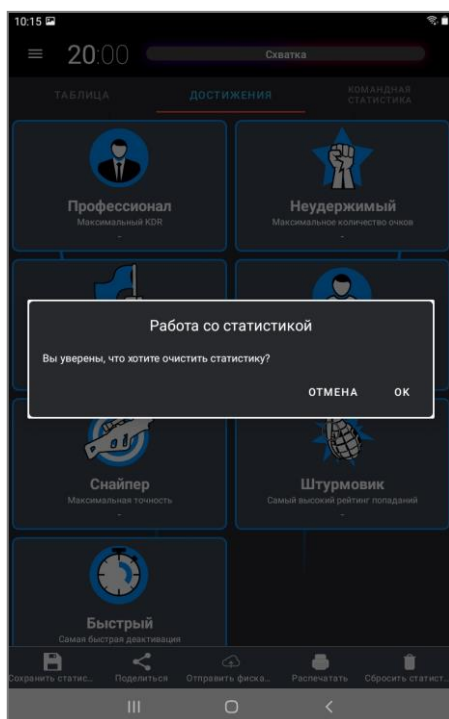 10:15
20:00
Схватка
ТАБЛИЦА
ДОСТИЖЕНИЯ
КОМАНДНАЯ
СТАТИСТИКА
Профессионал
Максимальный KDR
-
Неудержимый
Максимальное количество очков
-
Работа со статистикой
Вы уверены, что хотите очистить статистику?
ОТМЕНА
OK
Снайпер
Максимальная точность
-
Штурмовик
Самый высокий рейтинг попаданий
-
Быстрый
Самая быстрая деактивация
Сохранить статис...
Поделиться
Отправить фиска...
Распечатать
Сбросить статист...